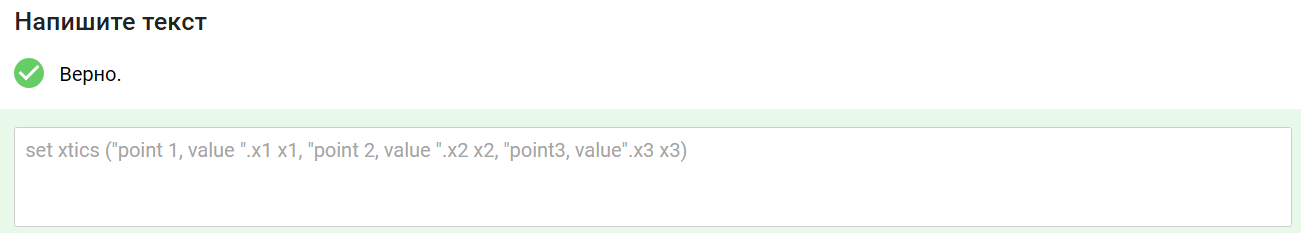 Напишите текст
Верно.
set xtics ("point 1, value ".x1 x1, "point 2, value ".x2 x2, "point3, value".x3 x3)